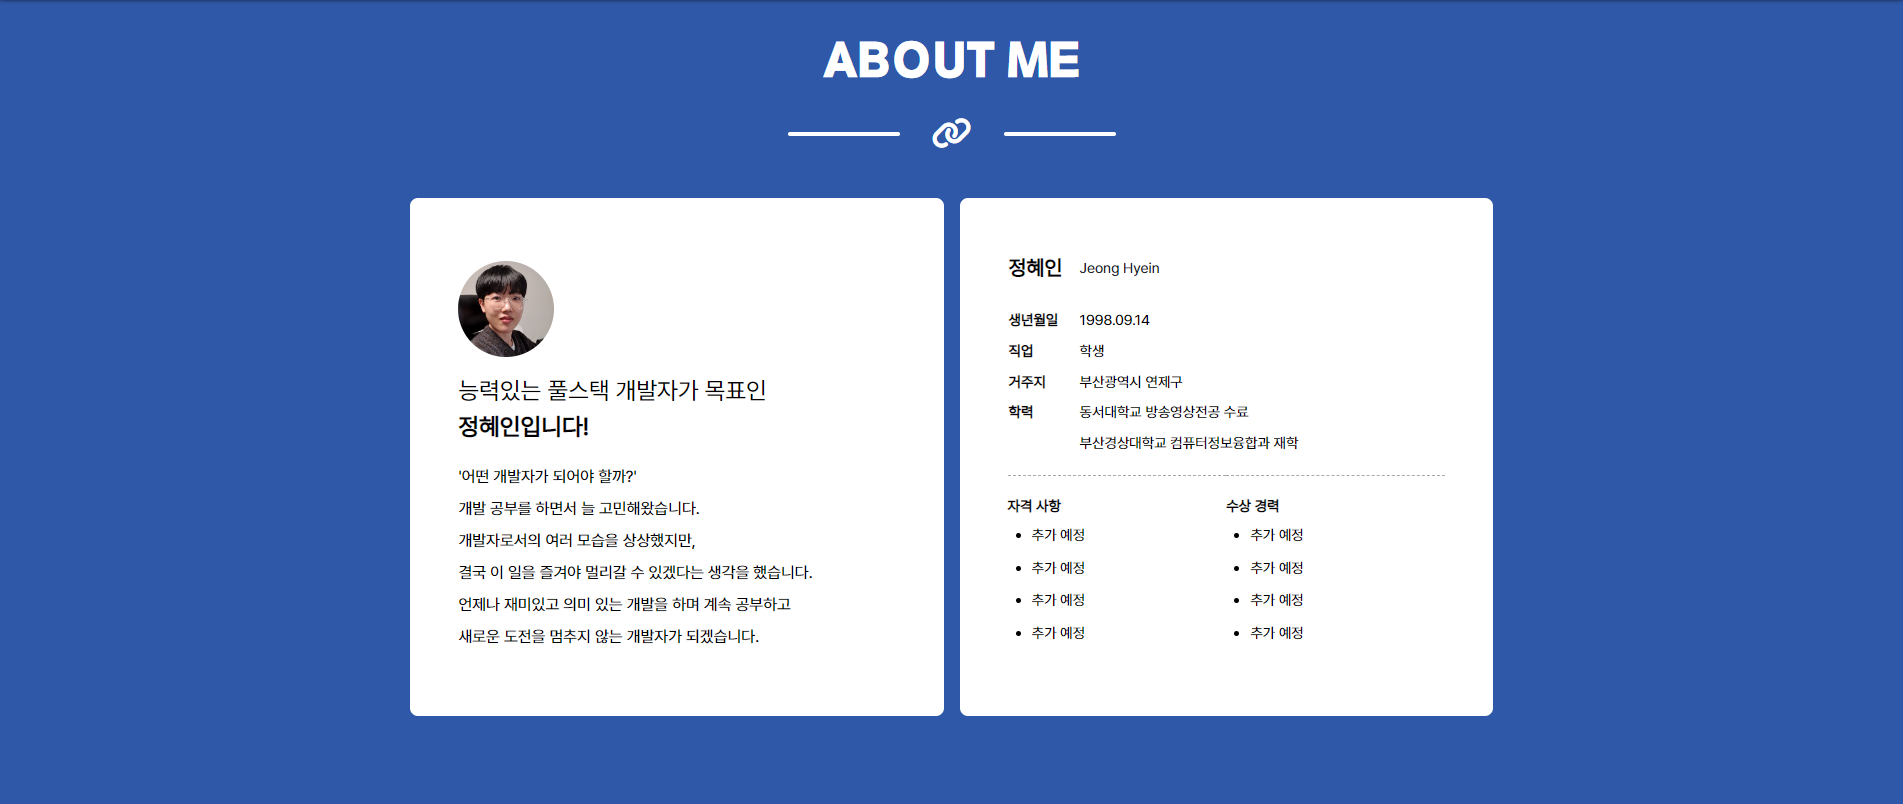 ABOUT ME
능력있는 풀스택 개발자가 목표인
정혜인입니다!
'어떤 개발자가 되어야 할까?'
개발 공부를 하면서 늘 고민해왔습니다.
개발자로서의 여러 모습을 상상했지만,
결국 이 일을 즐겨야 멀리갈 수 있겠다는 생각을 했습니다.
언제나 재미있고 의미 있는 개발을 하며 계속 공부하고
새로운 도전을 멈추지 않는 개발자가 되겠습니다.
정혜인 Jeong Hyein
생년월일 1998.09.14
직업 학생
거주지 부산광역시 연제구
학력 동서대학교 방송영상전공 수료
부산경상대학교 컴퓨터정보융합과 재학
자격 사항
추가 예정
추가 예정
추가 예정
추가 예정
수상 경력
추가 예정
추가 예정
추가 예정
추가 예정